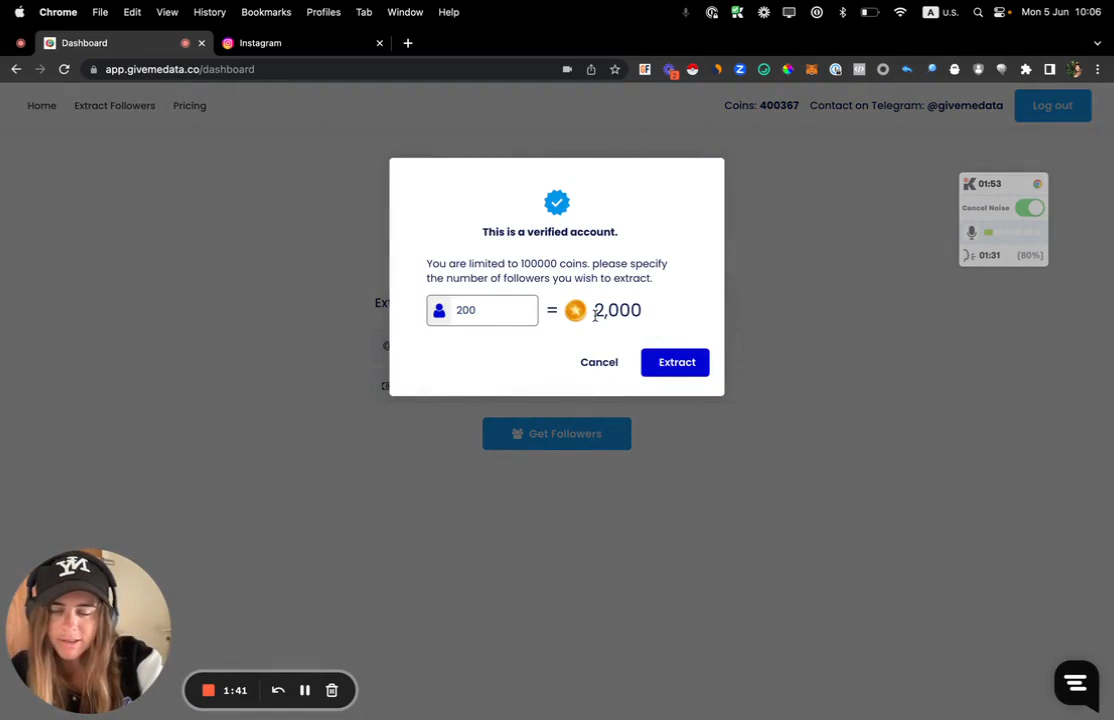 Chrome File Edit View History Bookmarks Profiles Tab Window Help A U.S. Mon 5 Jun 10:06
Dashboard Instagram
app.givemedata.co/dashboard 2
Home Extract Followers Pricing Coins: 400367 Contact on Telegram: @givemedata Log out
01:53
Cancel Noise
01:31 (80%)
This is a verified account.
You are limited to 100000 coins. please specify
the number of followers you wish to extract.
Ex
200 = 2,000
Cancel Extract
Get Followers
1:41